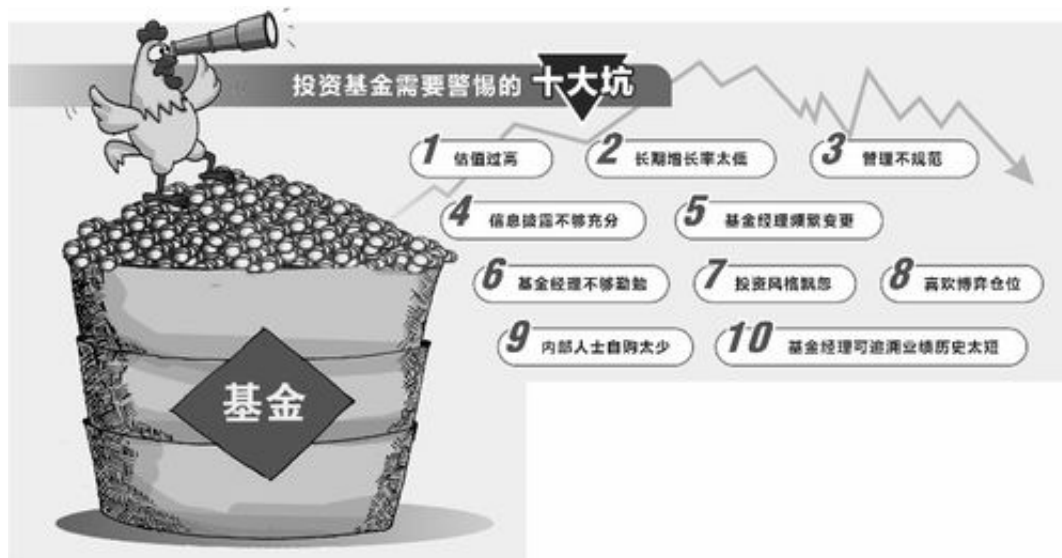 投资基金需要警惕的 十大坑
1 估值过高
2 长期增长率太低
3 管理不规范
4 信息披露不够充分
5 基金经理频繁变更
6 基金经理不够勤勉
7 投资风格飘忽
8 喜欢博弈仓位
9 内部人士自购太少
10 基金经理可追溯业绩历史太短
基金